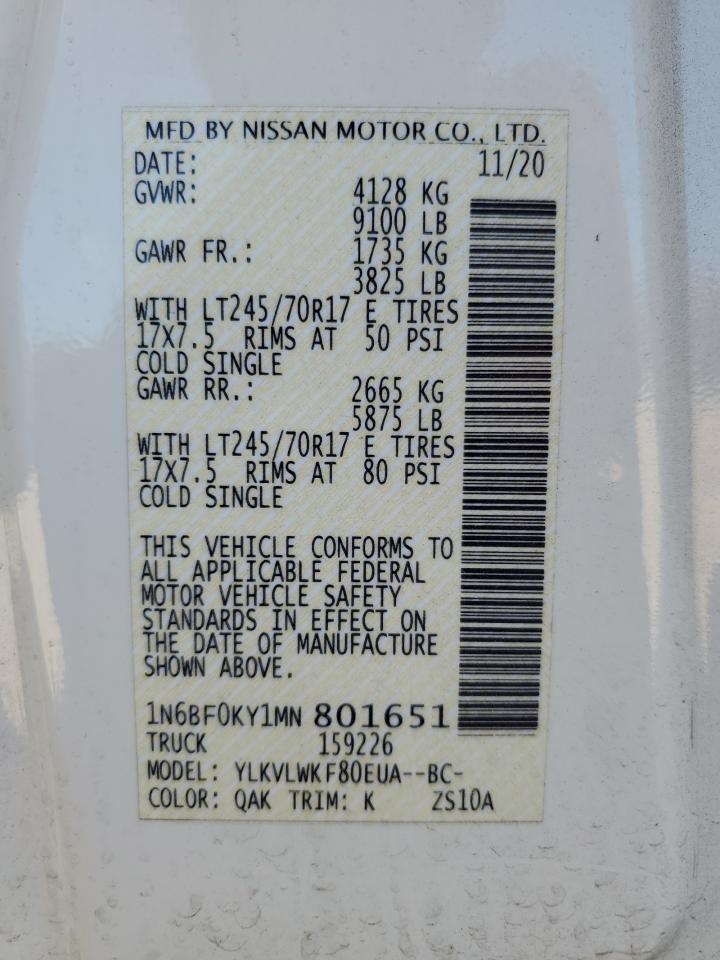 MFD BY NISSAN MOTOR CO., LTD.
DATE: 11/20
GVWR: 4128 KG
9100 LB
GAWR FR.: 1735 KG
3825 LB
WITH LT245/70R17 E TIRES
17X7.5 RIMS AT 50 PSI
COLD SINGLE
GAWR RR.: 2665 KG
5875 LB
WITH LT245/70R17 E TIRES
17X7.5 RIMS AT 80 PSI
COLD SINGLE
THIS VEHICLE CONFORMS TO
ALL APPLICABLE FEDERAL
MOTOR VEHICLE SAFETY
STANDARDS IN EFFECT ON
THE DATE OF MANUFACTURE
SHOWN ABOVE.
1N6BF0KY1MN 801651
TRUCK 159226
MODEL: YLKVLWKF80EUA--BC-
COLOR: QAK TRIM: K ZS10A